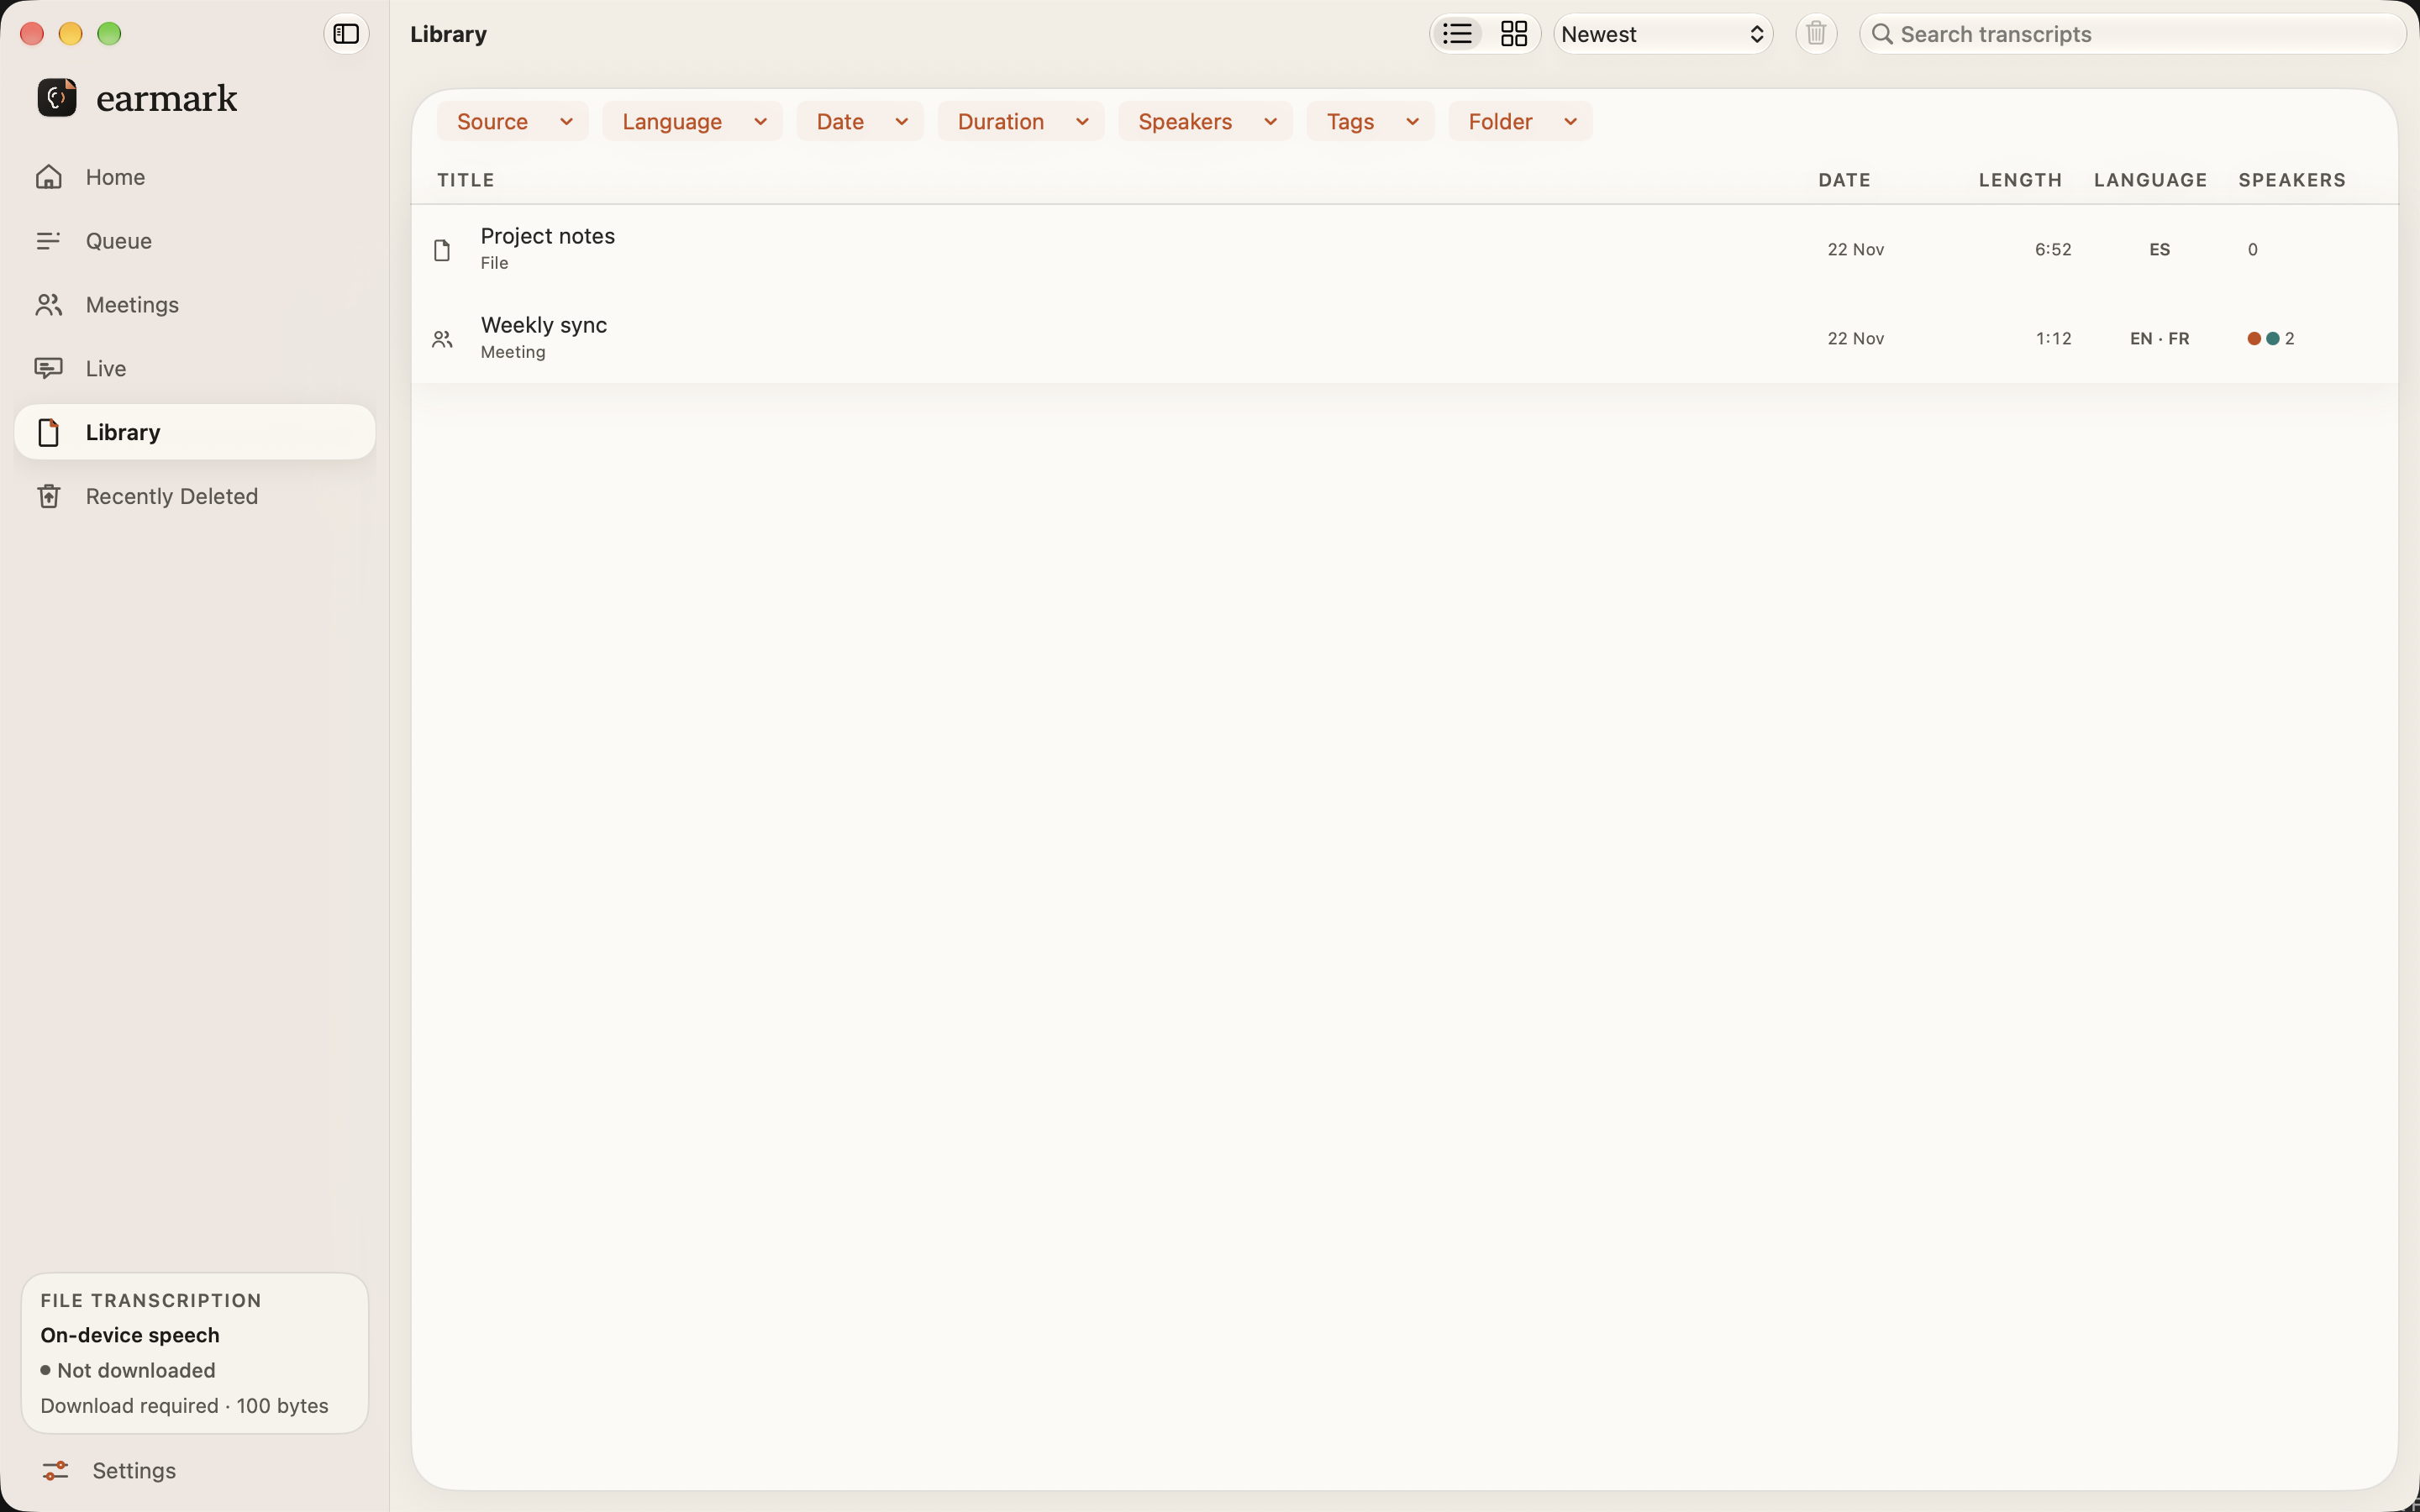 Library
Newest
Search transcripts
earmark
Home
Queue
Meetings
Live
Library
Recently Deleted
Source
Language
Date
Duration
Speakers
Tags
Folder
TITLE DATE LENGTH LANGUAGE SPEAKERS
Project notes
File
22 Nov 6:52 ES 0
Weekly sync
Meeting
22 Nov 1:12 EN · FR 2
FILE TRANSCRIPTION
On-device speech
Not downloaded
Download required · 100 bytes
Settings